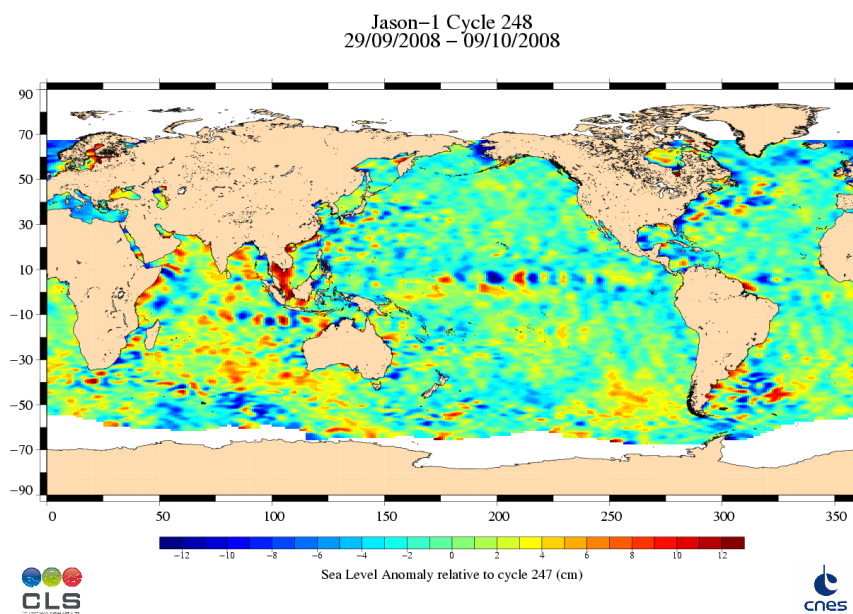 Jason−1 Cycle 248
29/09/2008 − 09/10/2008
90
70
50
30
10
−10
−30
−50
−70
−90
0 50 100 150 200 250 300 350
−12 −10 −8 −6 −4 −2 0 2 4 6 8 10 12
Sea Level Anomaly relative to cycle 247 (cm)
CLS
cnes